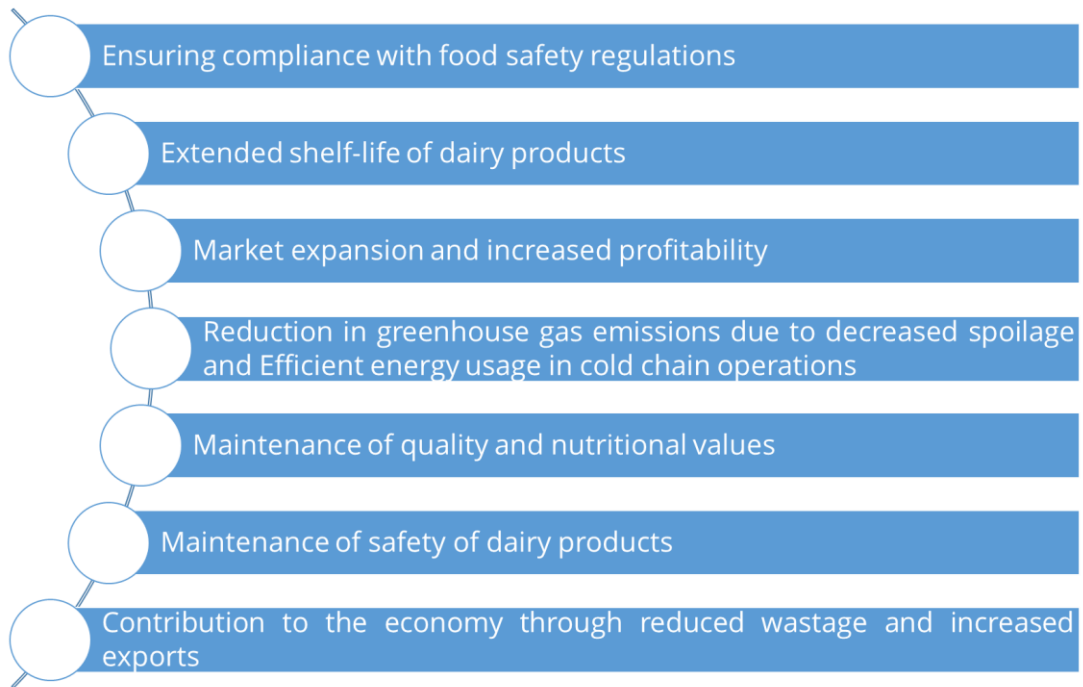 Ensuring compliance with food safety regulations
Extended shelf-life of dairy products
Market expansion and increased profitability
Reduction in greenhouse gas emissions due to decreased spoilage
and Efficient energy usage in cold chain operations
Maintenance of quality and nutritional values
Maintenance of safety of dairy products
Contribution to the economy through reduced wastage and increased
exports